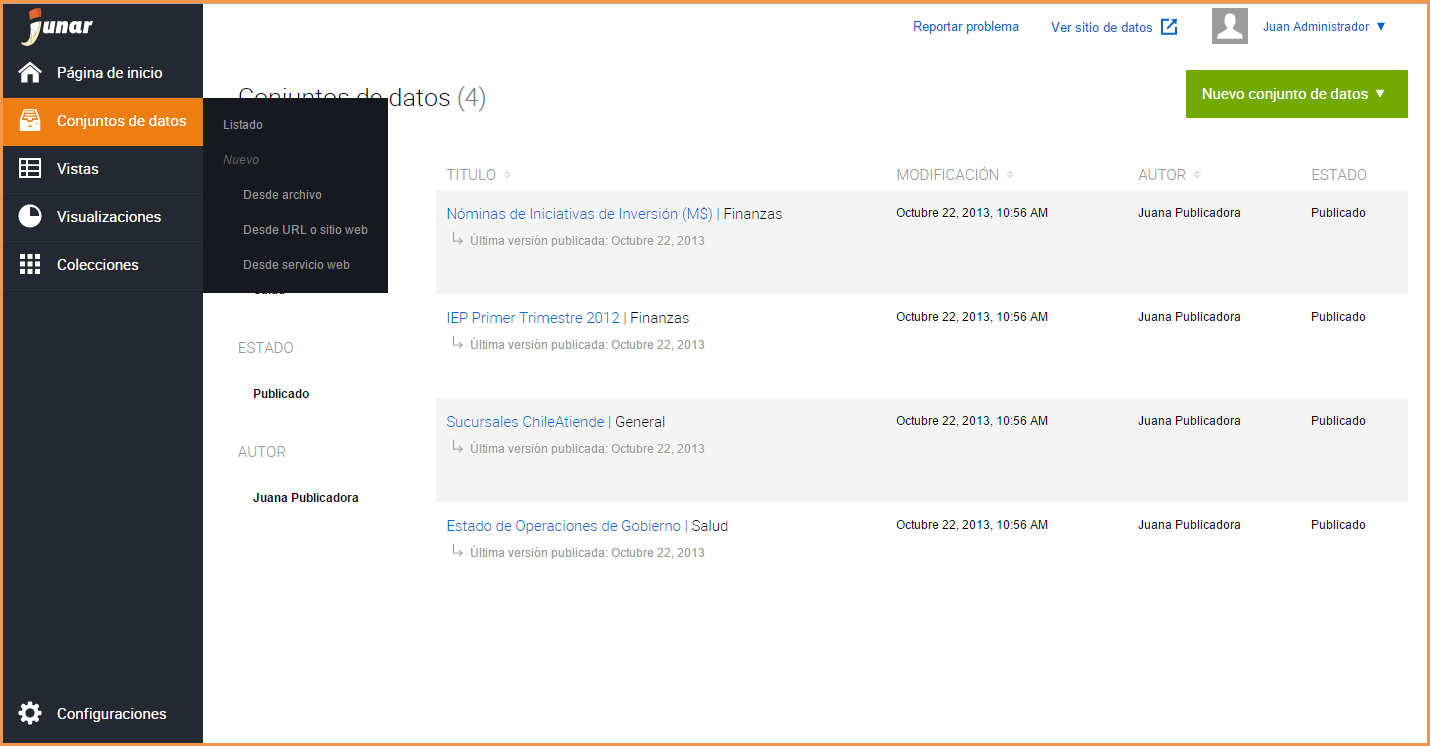 junar
Reportar problema
Ver sitio de datos
Juan Administrador ▼
Página de inicio
Conjuntos de datos
Vistas
Visualizaciones
Colecciones
Configuraciones
Listado
Nuevo
Desde archivo
Desde URL o sitio web
Desde servicio web
Conjuntos de datos (4)
Nuevo conjunto de datos ▼
ESTADO
Publicado
AUTOR
Juana Publicadora
TITULO MODIFICACIÓN AUTOR ESTADO
Nóminas de Iniciativas de Inversión (M$) | Finanzas Octubre 22, 2013, 10:56 AM Juana Publicadora Publicado
Última versión publicada: Octubre 22, 2013
IEP Primer Trimestre 2012 | Finanzas Octubre 22, 2013, 10:56 AM Juana Publicadora Publicado
Última versión publicada: Octubre 22, 2013
Sucursales ChileAtiende | General Octubre 22, 2013, 10:56 AM Juana Publicadora Publicado
Última versión publicada: Octubre 22, 2013
Estado de Operaciones de Gobierno | Salud Octubre 22, 2013, 10:56 AM Juana Publicadora Publicado
Última versión publicada: Octubre 22, 2013